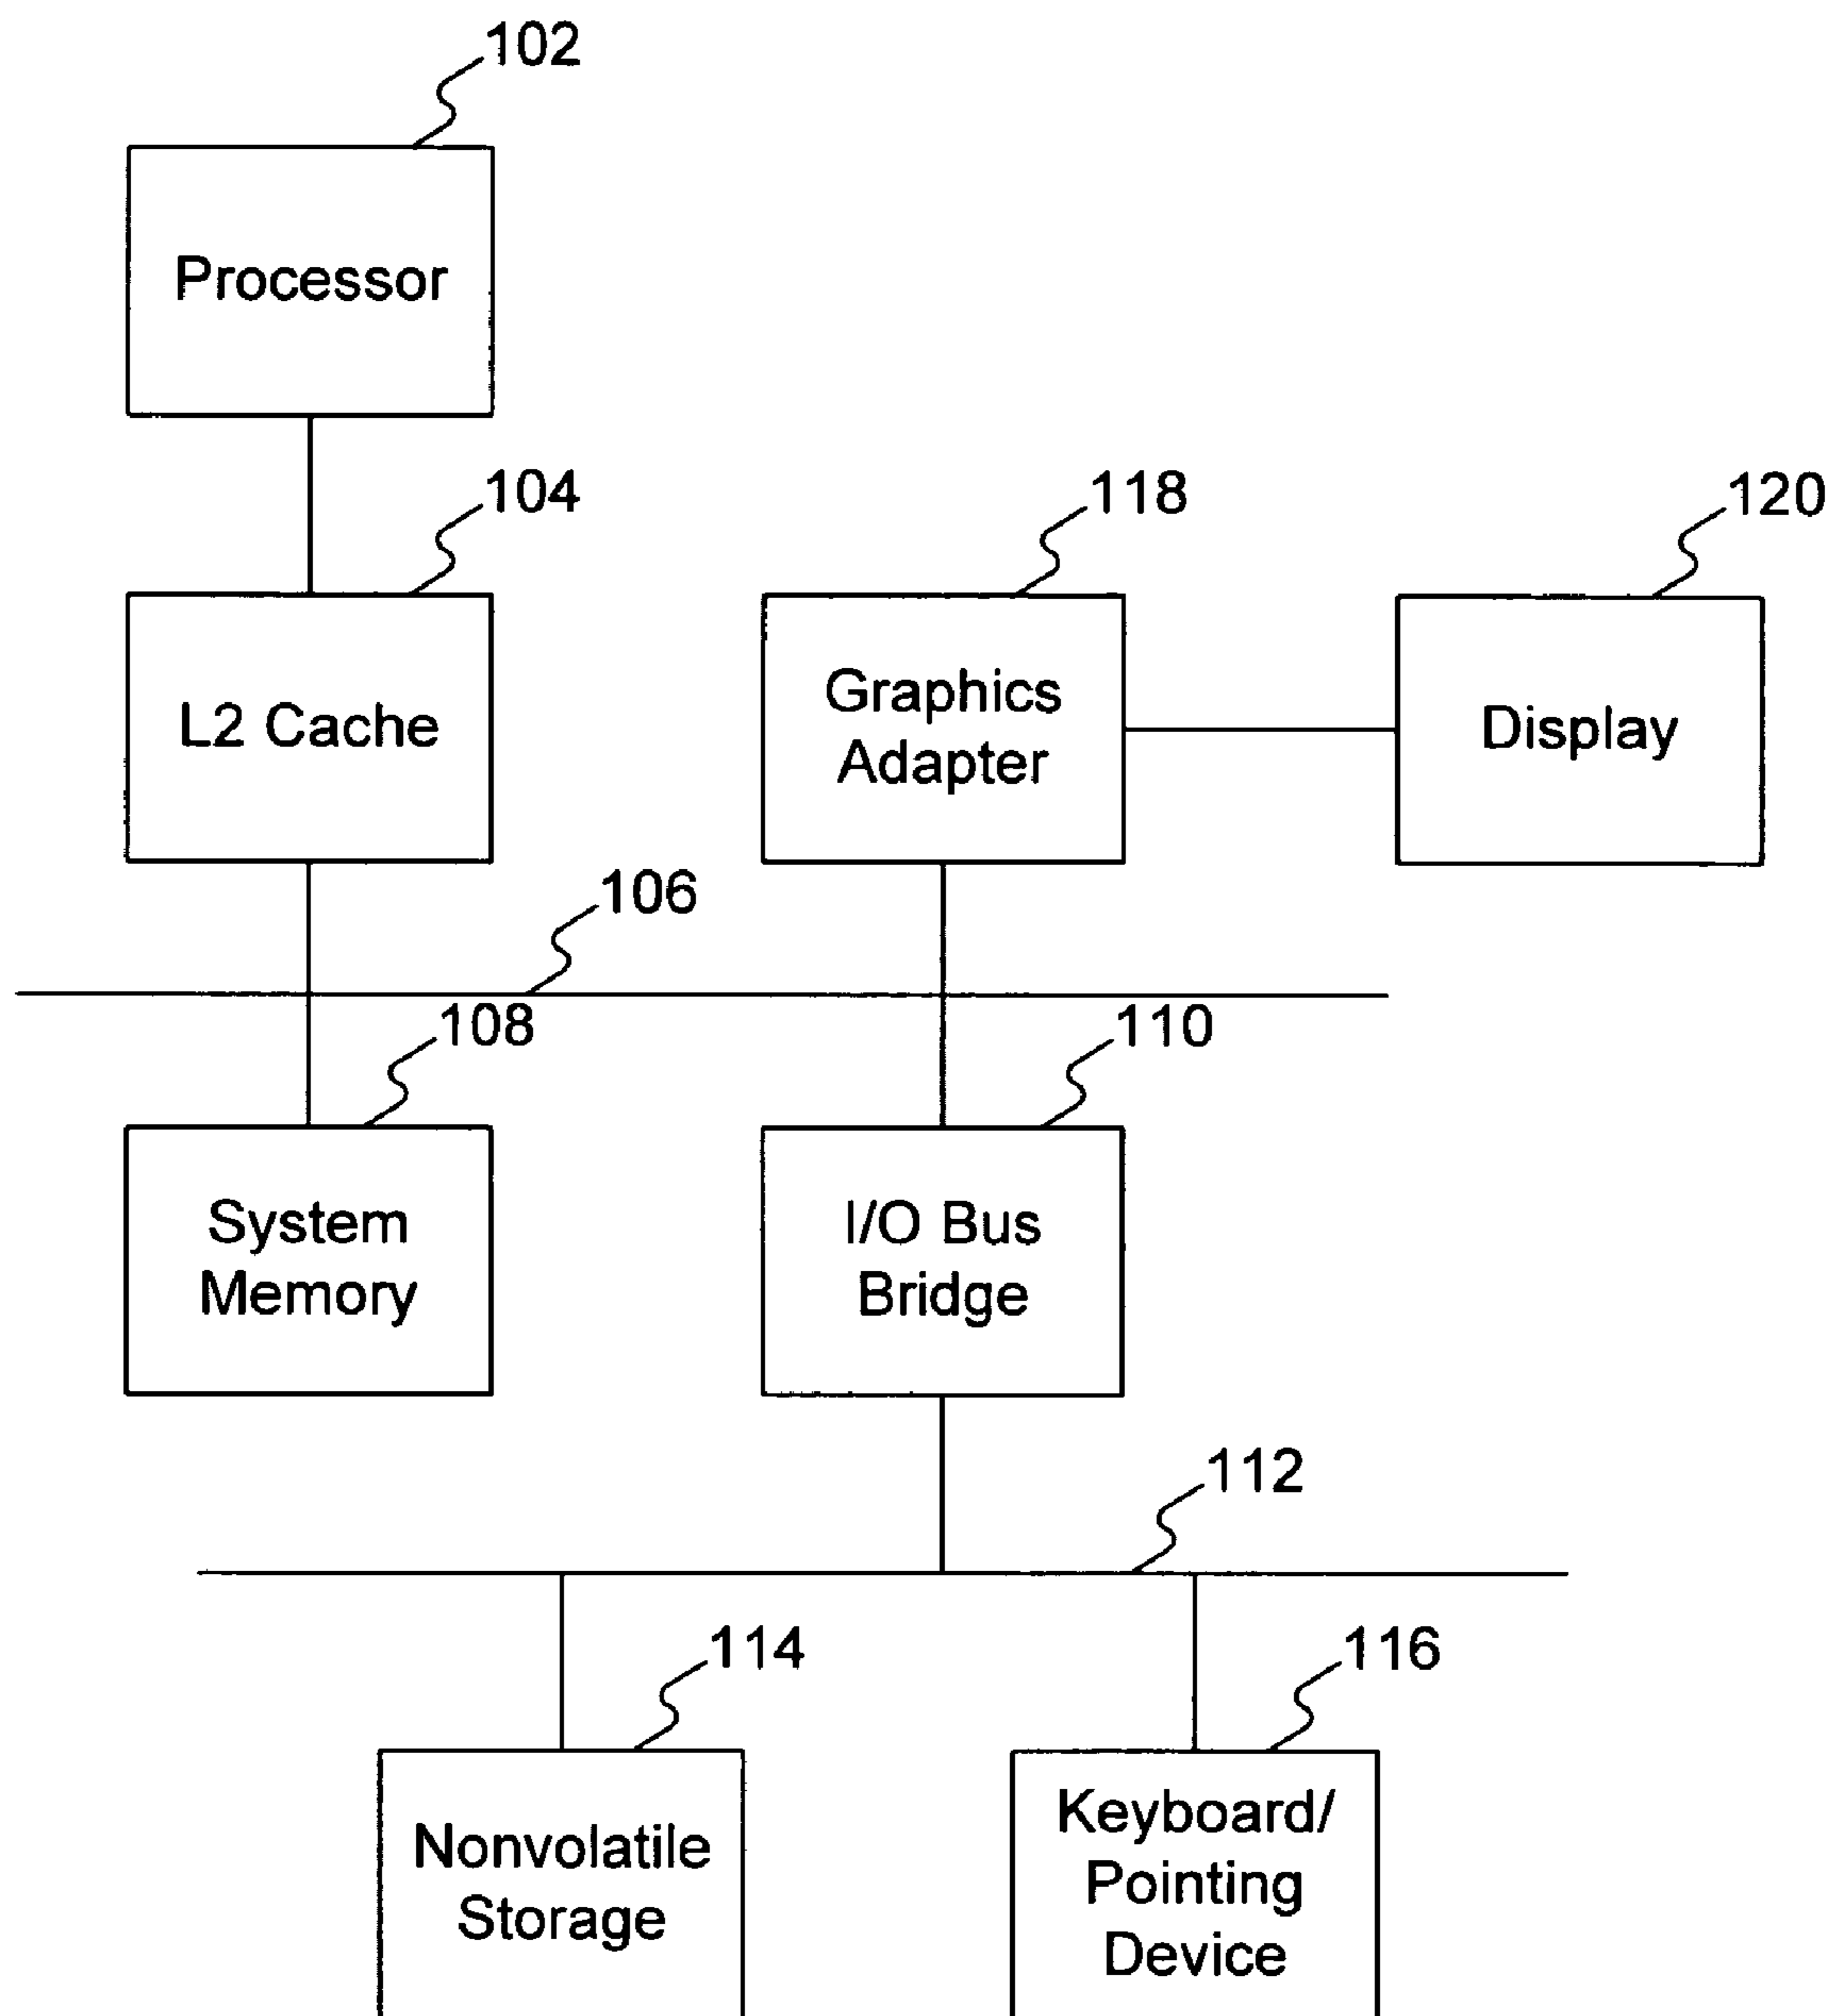 102
Processor
104
118
120
L2 Cache
Graphics
Adapter
Display
106
108
110
System
Memory
I/O Bus
Bridge
112
114
116
Nonvolatile
Storage
Keyboard/
Pointing
Device